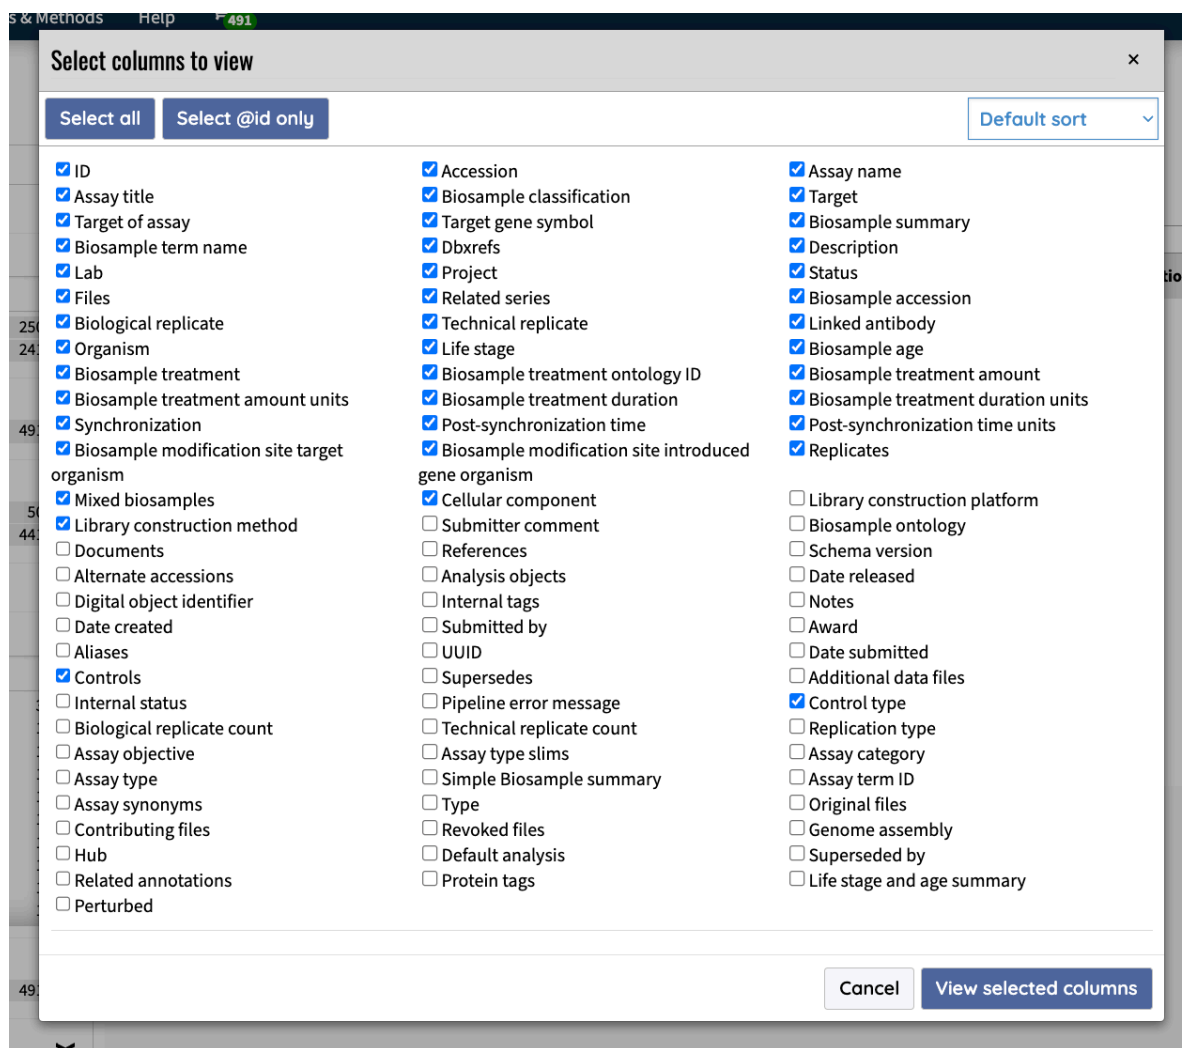 s & Methods Help 491
Select columns to view ×
Select all Select @id only Default sort
ID Accession Assay name
Assay title Biosample classification Target
Target of assay Target gene symbol Biosample summary
Biosample term name Dbxrefs Description
Lab Project Status
tio
Files Related series Biosample accession
250 Biological replicate Technical replicate Linked antibody
241 Organism Life stage Biosample age
Biosample treatment Biosample treatment ontology ID Biosample treatment amount
Biosample treatment amount units Biosample treatment duration Biosample treatment duration units
491 Synchronization Post-synchronization time Post-synchronization time units
Biosample modification site target organism Biosample modification site introduced gene organism Replicates
Mixed biosamples Cellular component Library construction platform
50
441 Library construction method Submitter comment Biosample ontology
Documents References Schema version
Alternate accessions Analysis objects Date released
Digital object identifier Internal tags Notes
Date created Submitted by Award
Aliases UUID Date submitted
Controls Supersedes Additional data files
Internal status Pipeline error message Control type
Biological replicate count Technical replicate count Replication type
Assay objective Assay type slims Assay category
Assay type Simple Biosample summary Assay term ID
Assay synonyms Type Original files
Contributing files Revoked files Genome assembly
Hub Default analysis Superseded by
Related annotations Protein tags Life stage and age summary
Perturbed
491 Cancel View selected columns